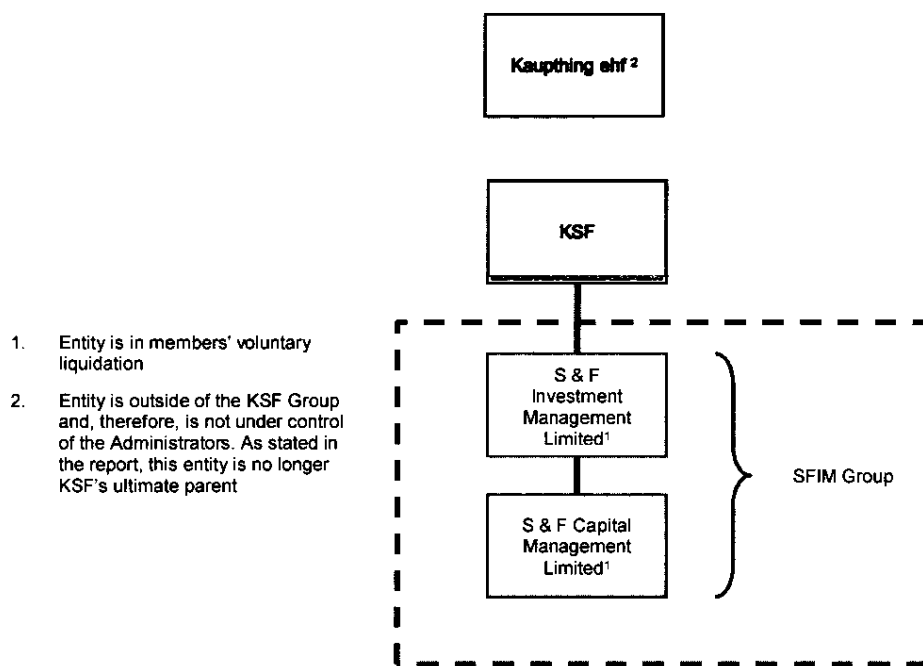 Kaupthing ehf ²
KSF
1. Entity is in members' voluntary
liquidation
2. Entity is outside of the KSF Group
and, therefore, is not under control
of the Administrators. As stated in
the report, this entity is no longer
KSF's ultimate parent
S & F
Investment
Management
Limited¹
SFIM Group
S & F Capital
Management
Limited¹